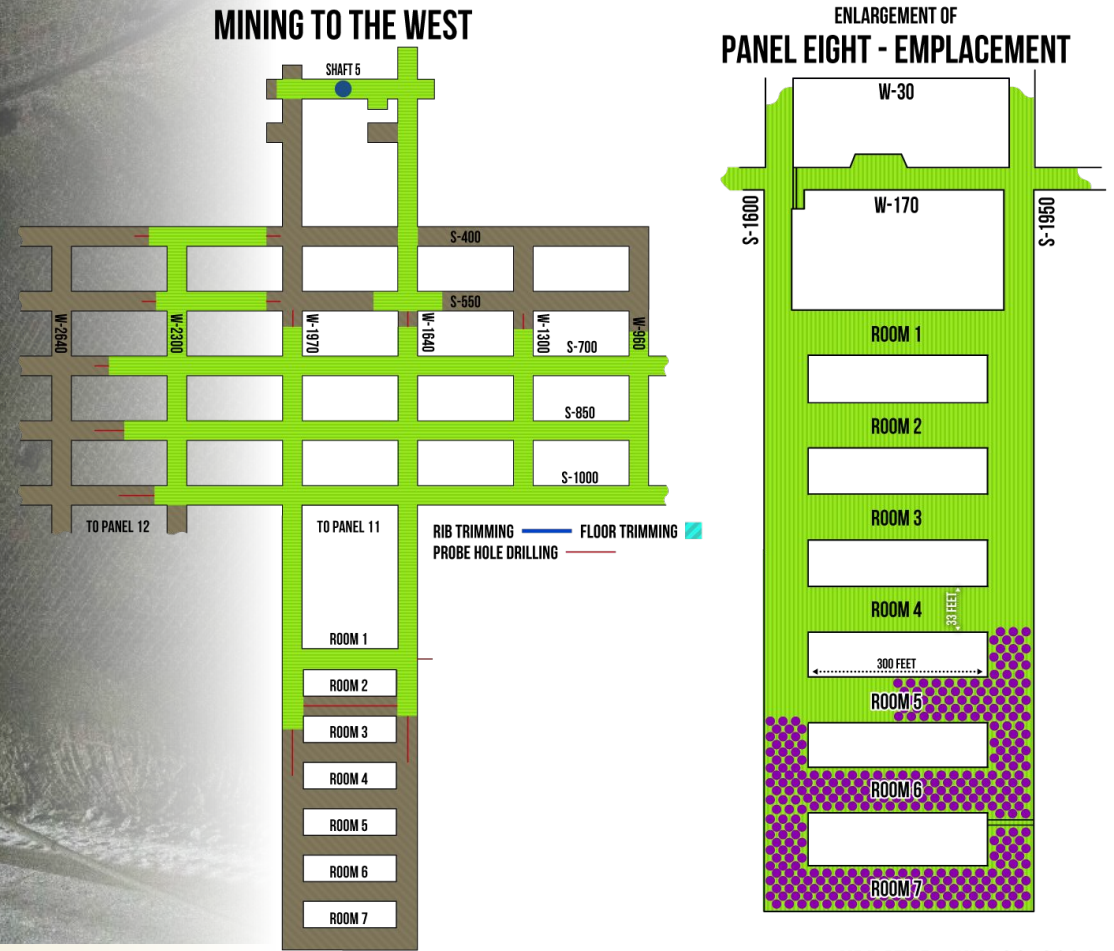 MINING TO THE WEST
SHAFT 5
S-400
S-550
W-2640
W-2300
W-1970
W-1640
W-1300
W-960
S-700
S-850
S-1000
TO PANEL 12
TO PANEL 11
RIB TRIMMING
FLOOR TRIMMING
PROBE HOLE DRILLING
ROOM 1
ROOM 2
ROOM 3
ROOM 4
ROOM 5
ROOM 6
ROOM 7
ENLARGEMENT OF
PANEL EIGHT - EMPLACEMENT
W-30
S-1600
W-170
S-1950
ROOM 1
ROOM 2
ROOM 3
ROOM 4
33 FEET
300 FEET
ROOM 5
ROOM 6
ROOM 7